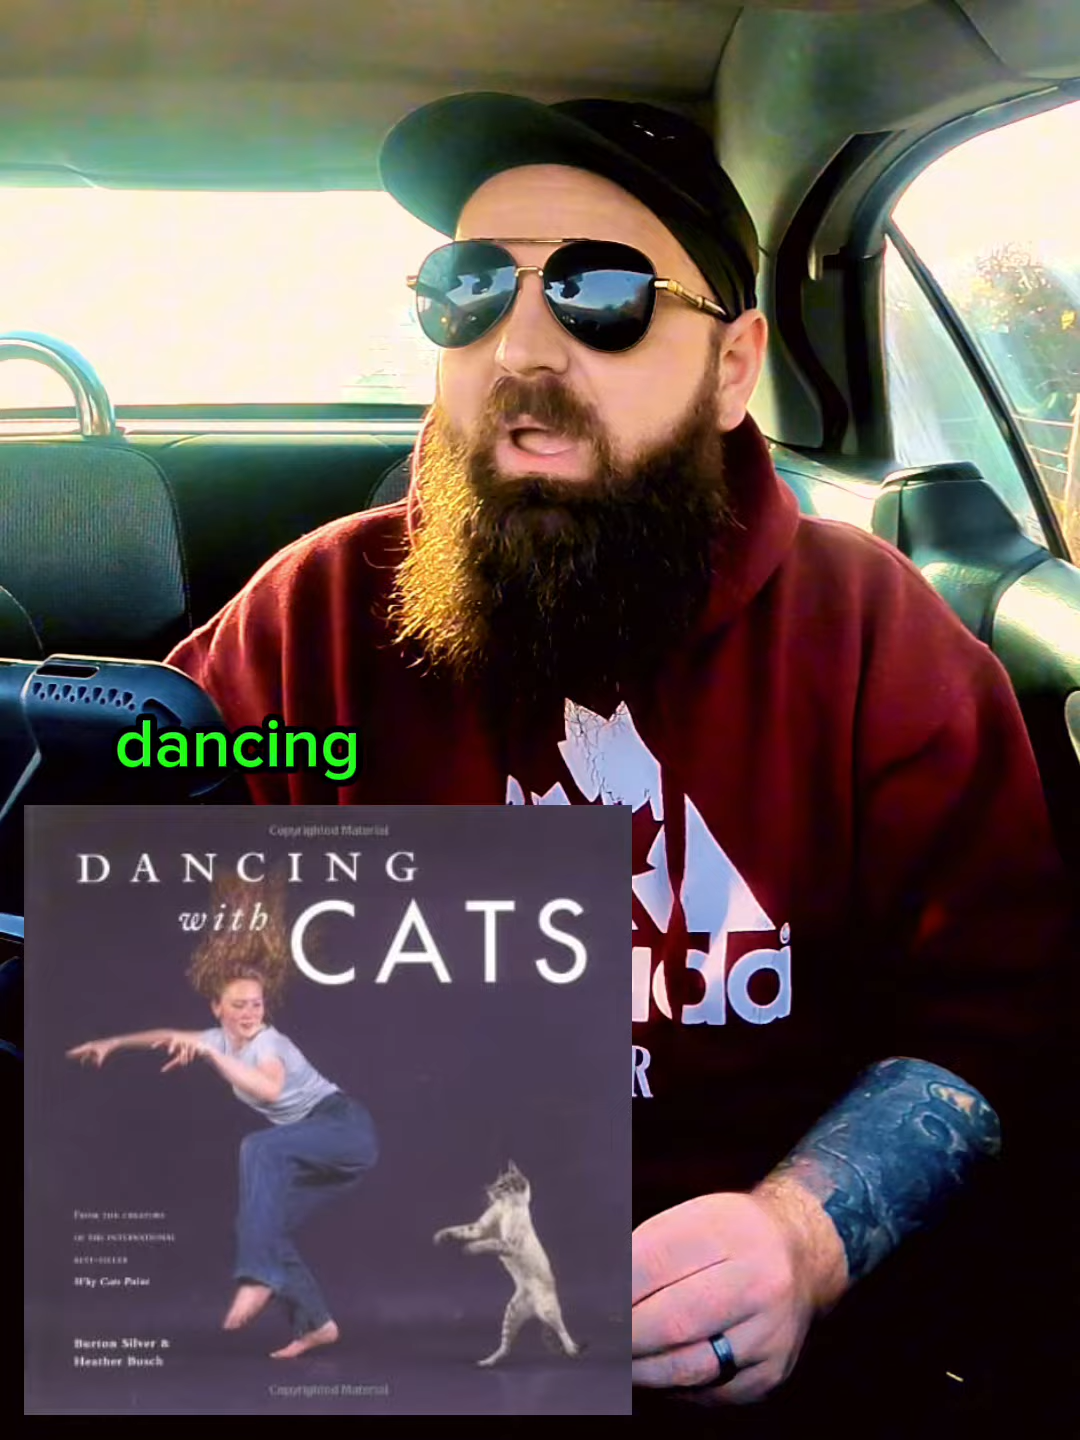 dancing
Copyrighted Material
DANCING
with CATS
FROM THE CREATORS
OF THE INTERNATIONAL
BEST-SELLER
Why Cats Paint
Burton Silver &
Heather Busch
Copyrighted Material